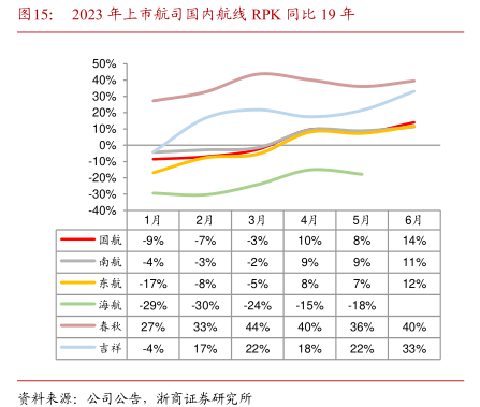 图15： 2023 年上市航司国内航线 RPK 同比 19 年
50%
40%
30%
20%
10%
0%
-10%
-20%
-30%
-40%
1月 2月 3月 4月 5月 6月
国航 -9% -7% -3% 10% 8% 14%
南航 -4% -3% -2% 9% 9% 11%
东航 -17% -8% -5% 8% 7% 12%
海航 -29% -30% -24% -15% -18%
春秋 27% 33% 44% 40% 36% 40%
吉祥 -4% 17% 22% 18% 22% 33%
资料来源：公司公告，浙商证券研究所